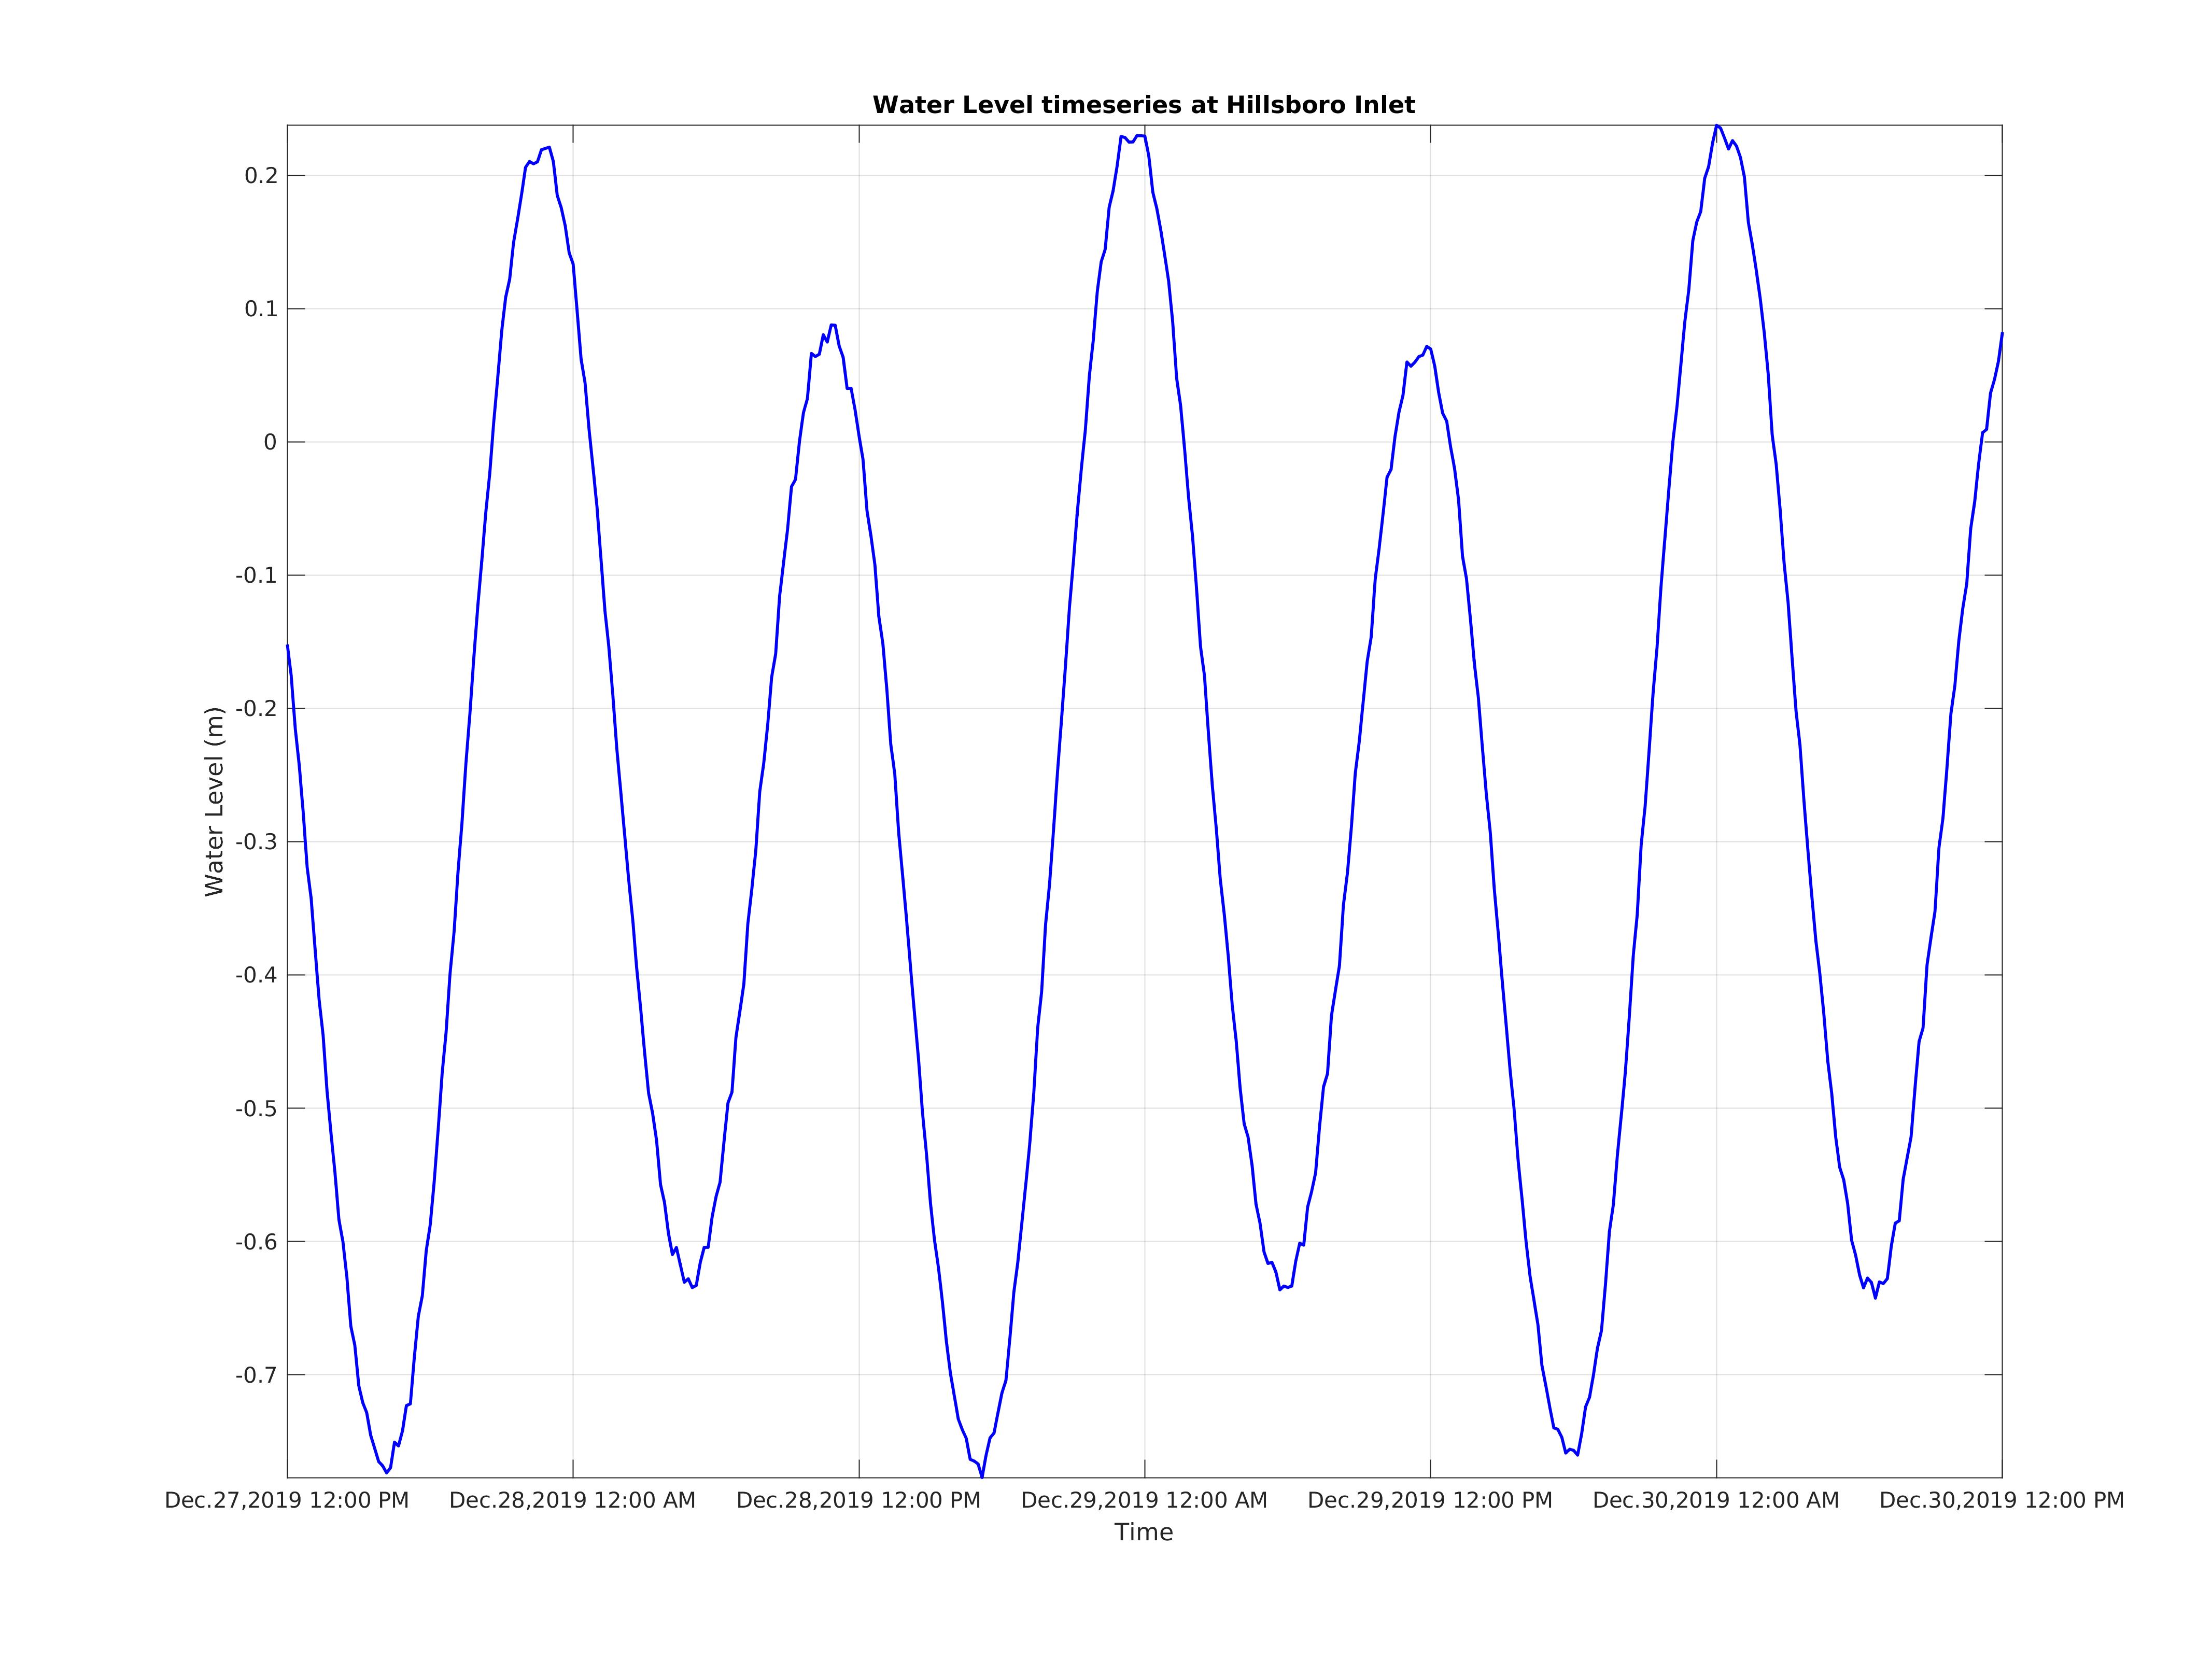 Water Level timeseries at Hillsboro Inlet
0.2
0.1
0
-0.1
-0.2
-0.3
-0.4
-0.5
-0.6
-0.7
Water Level (m)
Dec.27,2019 12:00 PM Dec.28,2019 12:00 AM Dec.28,2019 12:00 PM Dec.29,2019 12:00 AM Dec.29,2019 12:00 PM Dec.30,2019 12:00 AM Dec.30,2019 12:00 PM
Time